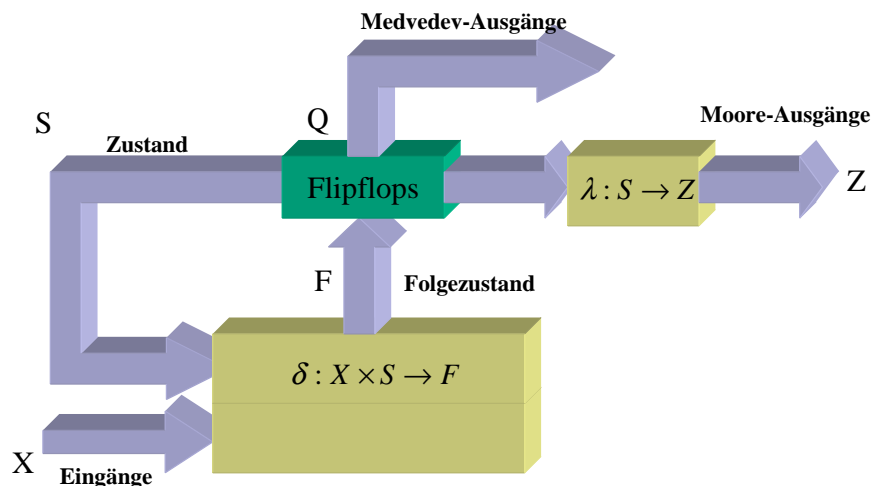 Medvedev-Ausgänge
Moore-Ausgänge
S
Q
Zustand
Flipflops
λ : S → Z
Z
F
Folgezustand
δ : X × S → F
X
Eingänge